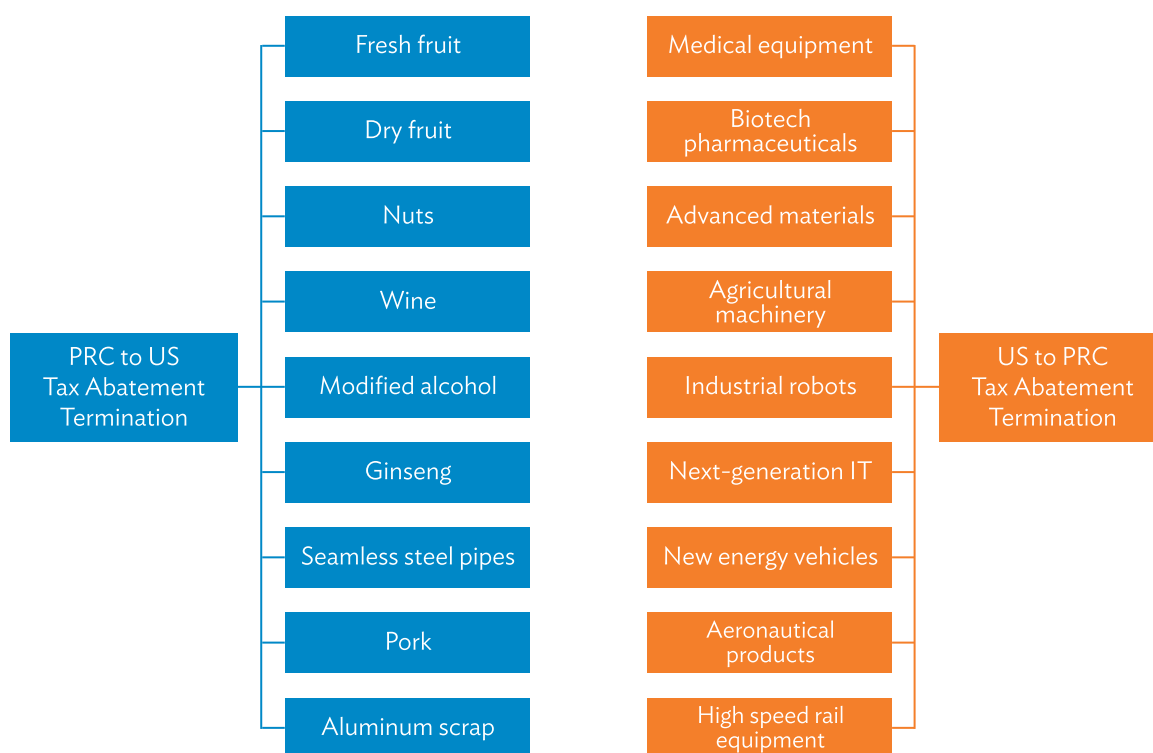 PRC to US
Tax Abatement
Termination
Fresh fruit
Dry fruit
Nuts
Wine
Modified alcohol
Ginseng
Seamless steel pipes
Pork
Aluminum scrap
Medical equipment
Biotech
pharmaceuticals
Advanced materials
Agricultural
machinery
Industrial robots
Next-generation IT
New energy vehicles
Aeronautical
products
High speed rail
equipment
US to PRC
Tax Abatement
Termination